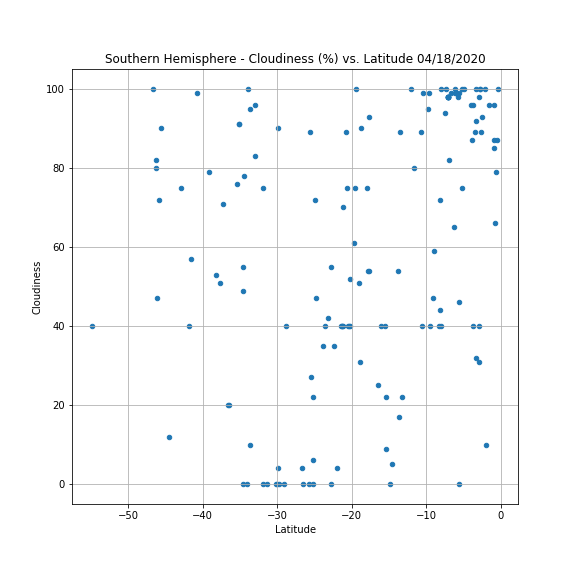 Southern Hemisphere - Cloudiness (%) vs. Latitude 04/18/2020
100
80
60
40
20
0
Cloudiness
−50 −40 −30 −20 −10 0
Latitude